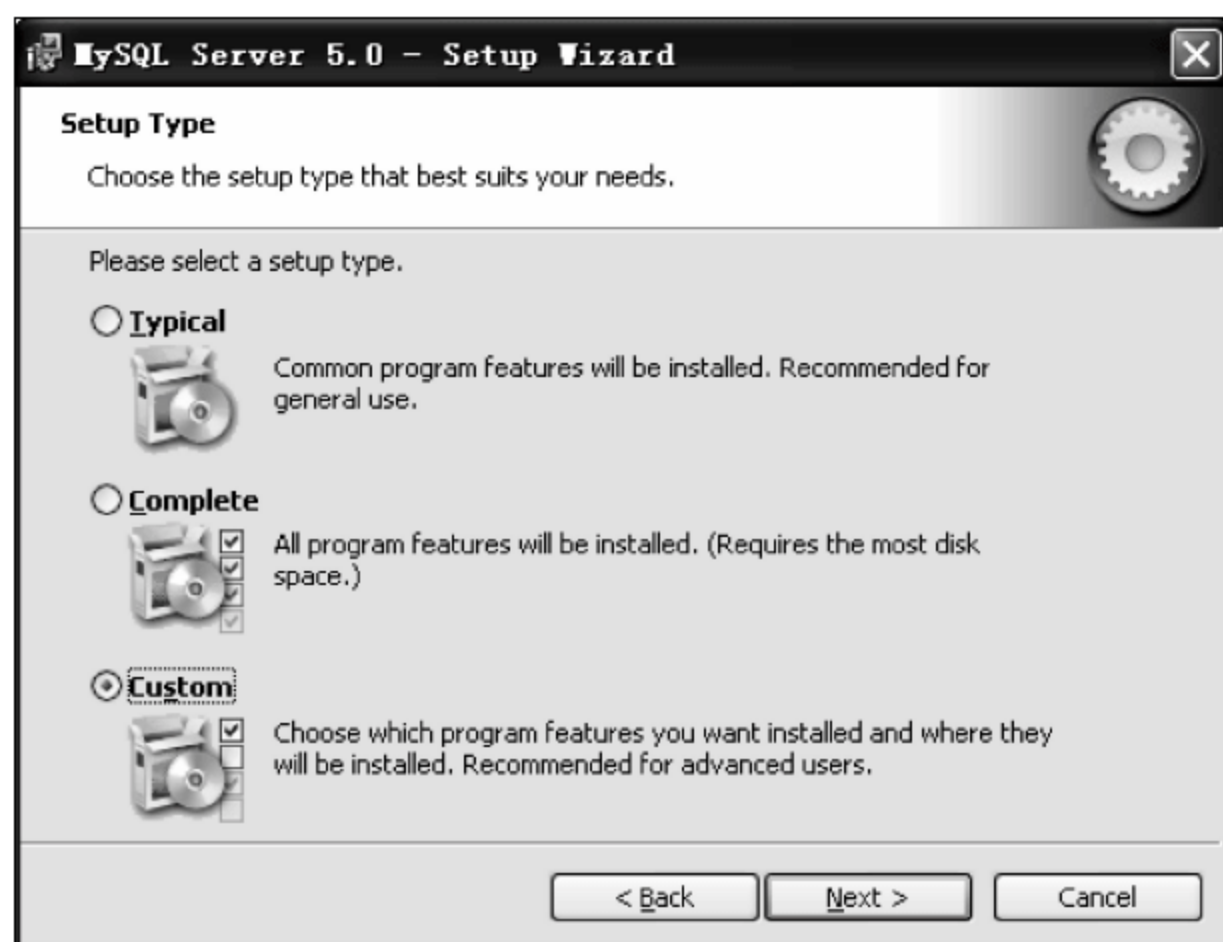 MySQL Server 5.0 - Setup Wizard
Setup Type
Choose the setup type that best suits your needs.
Please select a setup type.
Typical
Common program features will be installed. Recommended for
general use.
Complete
All program features will be installed. (Requires the most disk
space.)
Custom
Choose which program features you want installed and where they
will be installed. Recommended for advanced users.
< Back
Next >
Cancel